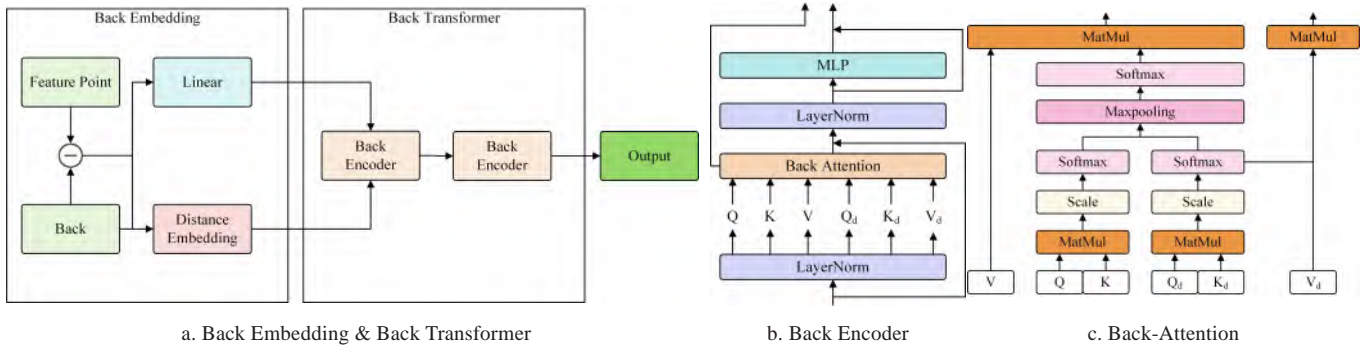 Back Embedding
Back Transformer
Feature Point
Linear
Back
Encoder
Back
Encoder
Output
Back
Distance
Embedding
a. Back Embedding & Back Transformer
MLP
LayerNorm
Back Attention
Q K V Qd Kd Vd
LayerNorm
b. Back Encoder
MatMul MatMul
Softmax
Maxpooling
Softmax Softmax
Scale Scale
MatMul MatMul
V Q K Qd Kd Vd
c. Back-Attention